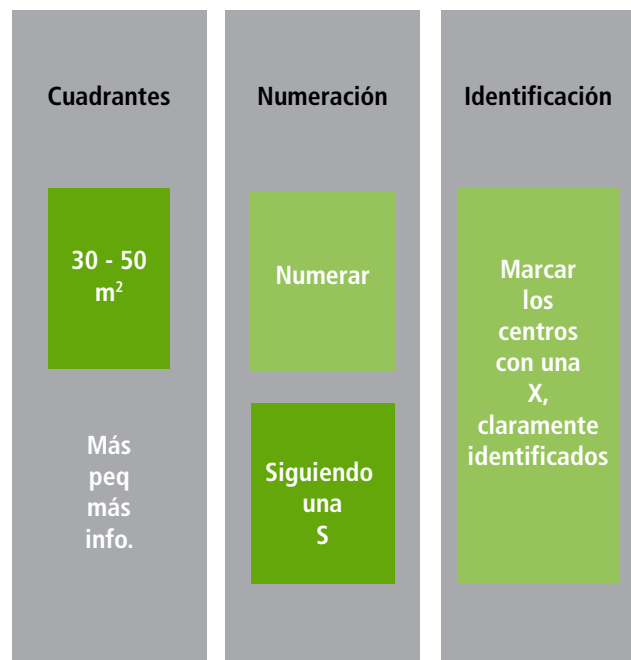 Cuadrantes
30 - 50
m²
Más
peq
más
info.
Numeración
Numerar
Siguiendo
una
S
Identificación
Marcar
los
centros
con una
X,
claramente
identificados